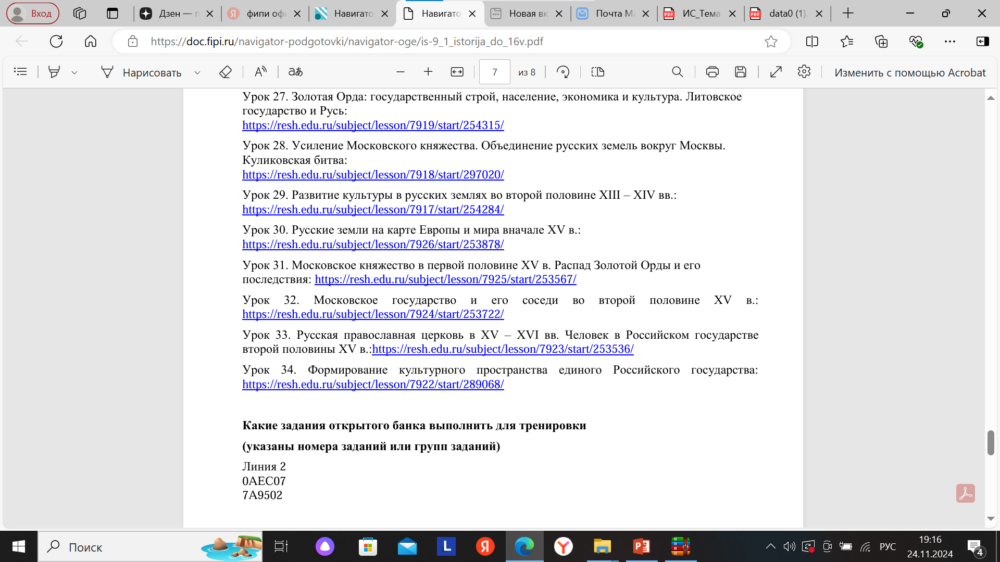 Вход
Дзен — п
фипи офи
Навигато
Навигато
Новая вк
Почта Ма
ИС_Тема
data0 (1).
https://doc.fipi.ru/navigator-podgotovki/navigator-oge/is-9_1_istorija_do_16v.pdf
Нарисовать
7 из 8
Изменить с помощью Acrobat
Урок 27. Золотая Орда: государственный строй, население, экономика и культура. Литовское
государство и Русь:
https://resh.edu.ru/subject/lesson/7919/start/254315/
Урок 28. Усиление Московского княжества. Объединение русских земель вокруг Москвы.
Куликовская битва:
https://resh.edu.ru/subject/lesson/7918/start/297020/
Урок 29. Развитие культуры в русских землях во второй половине XIII – XIV вв.:
https://resh.edu.ru/subject/lesson/7917/start/254284/
Урок 30. Русские земли на карте Европы и мира вначале XV в.:
https://resh.edu.ru/subject/lesson/7926/start/253878/
Урок 31. Московское княжество в первой половине XV в. Распад Золотой Орды и его
последствия: https://resh.edu.ru/subject/lesson/7925/start/253567/
Урок 32. Московское государство и его соседи во второй половине XV в.:
https://resh.edu.ru/subject/lesson/7924/start/253722/
Урок 33. Русская православная церковь в XV – XVI вв. Человек в Российском государстве
второй половины XV в.:https://resh.edu.ru/subject/lesson/7923/start/253536/
Урок 34. Формирование культурного пространства единого Российского государства:
https://resh.edu.ru/subject/lesson/7922/start/289068/
Какие задания открытого банка выполнить для тренировки
(указаны номера заданий или групп заданий)
Линия 2
0AEC07
7A9502
Поиск
РУС
19:16
24.11.2024
4